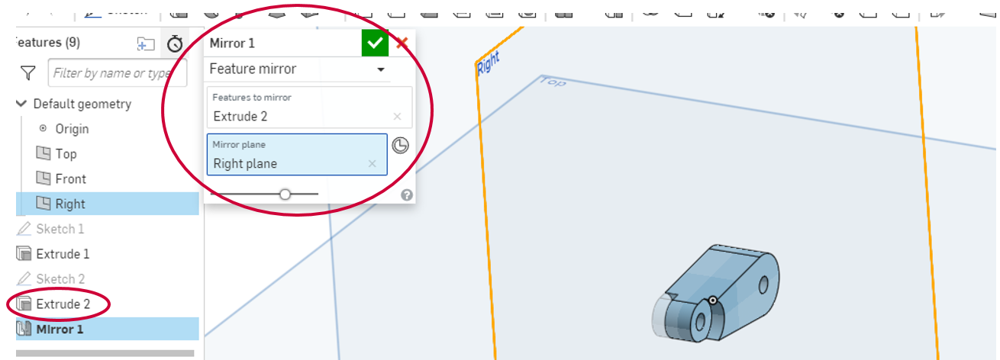 Features (9)
Filter by name or type
Default geometry
Origin
Top
Front
Right
Sketch 1
Extrude 1
Sketch 2
Extrude 2
Mirror 1
Mirror 1
Feature mirror
Features to mirror
Extrude 2
Mirror plane
Right plane
Right
Top